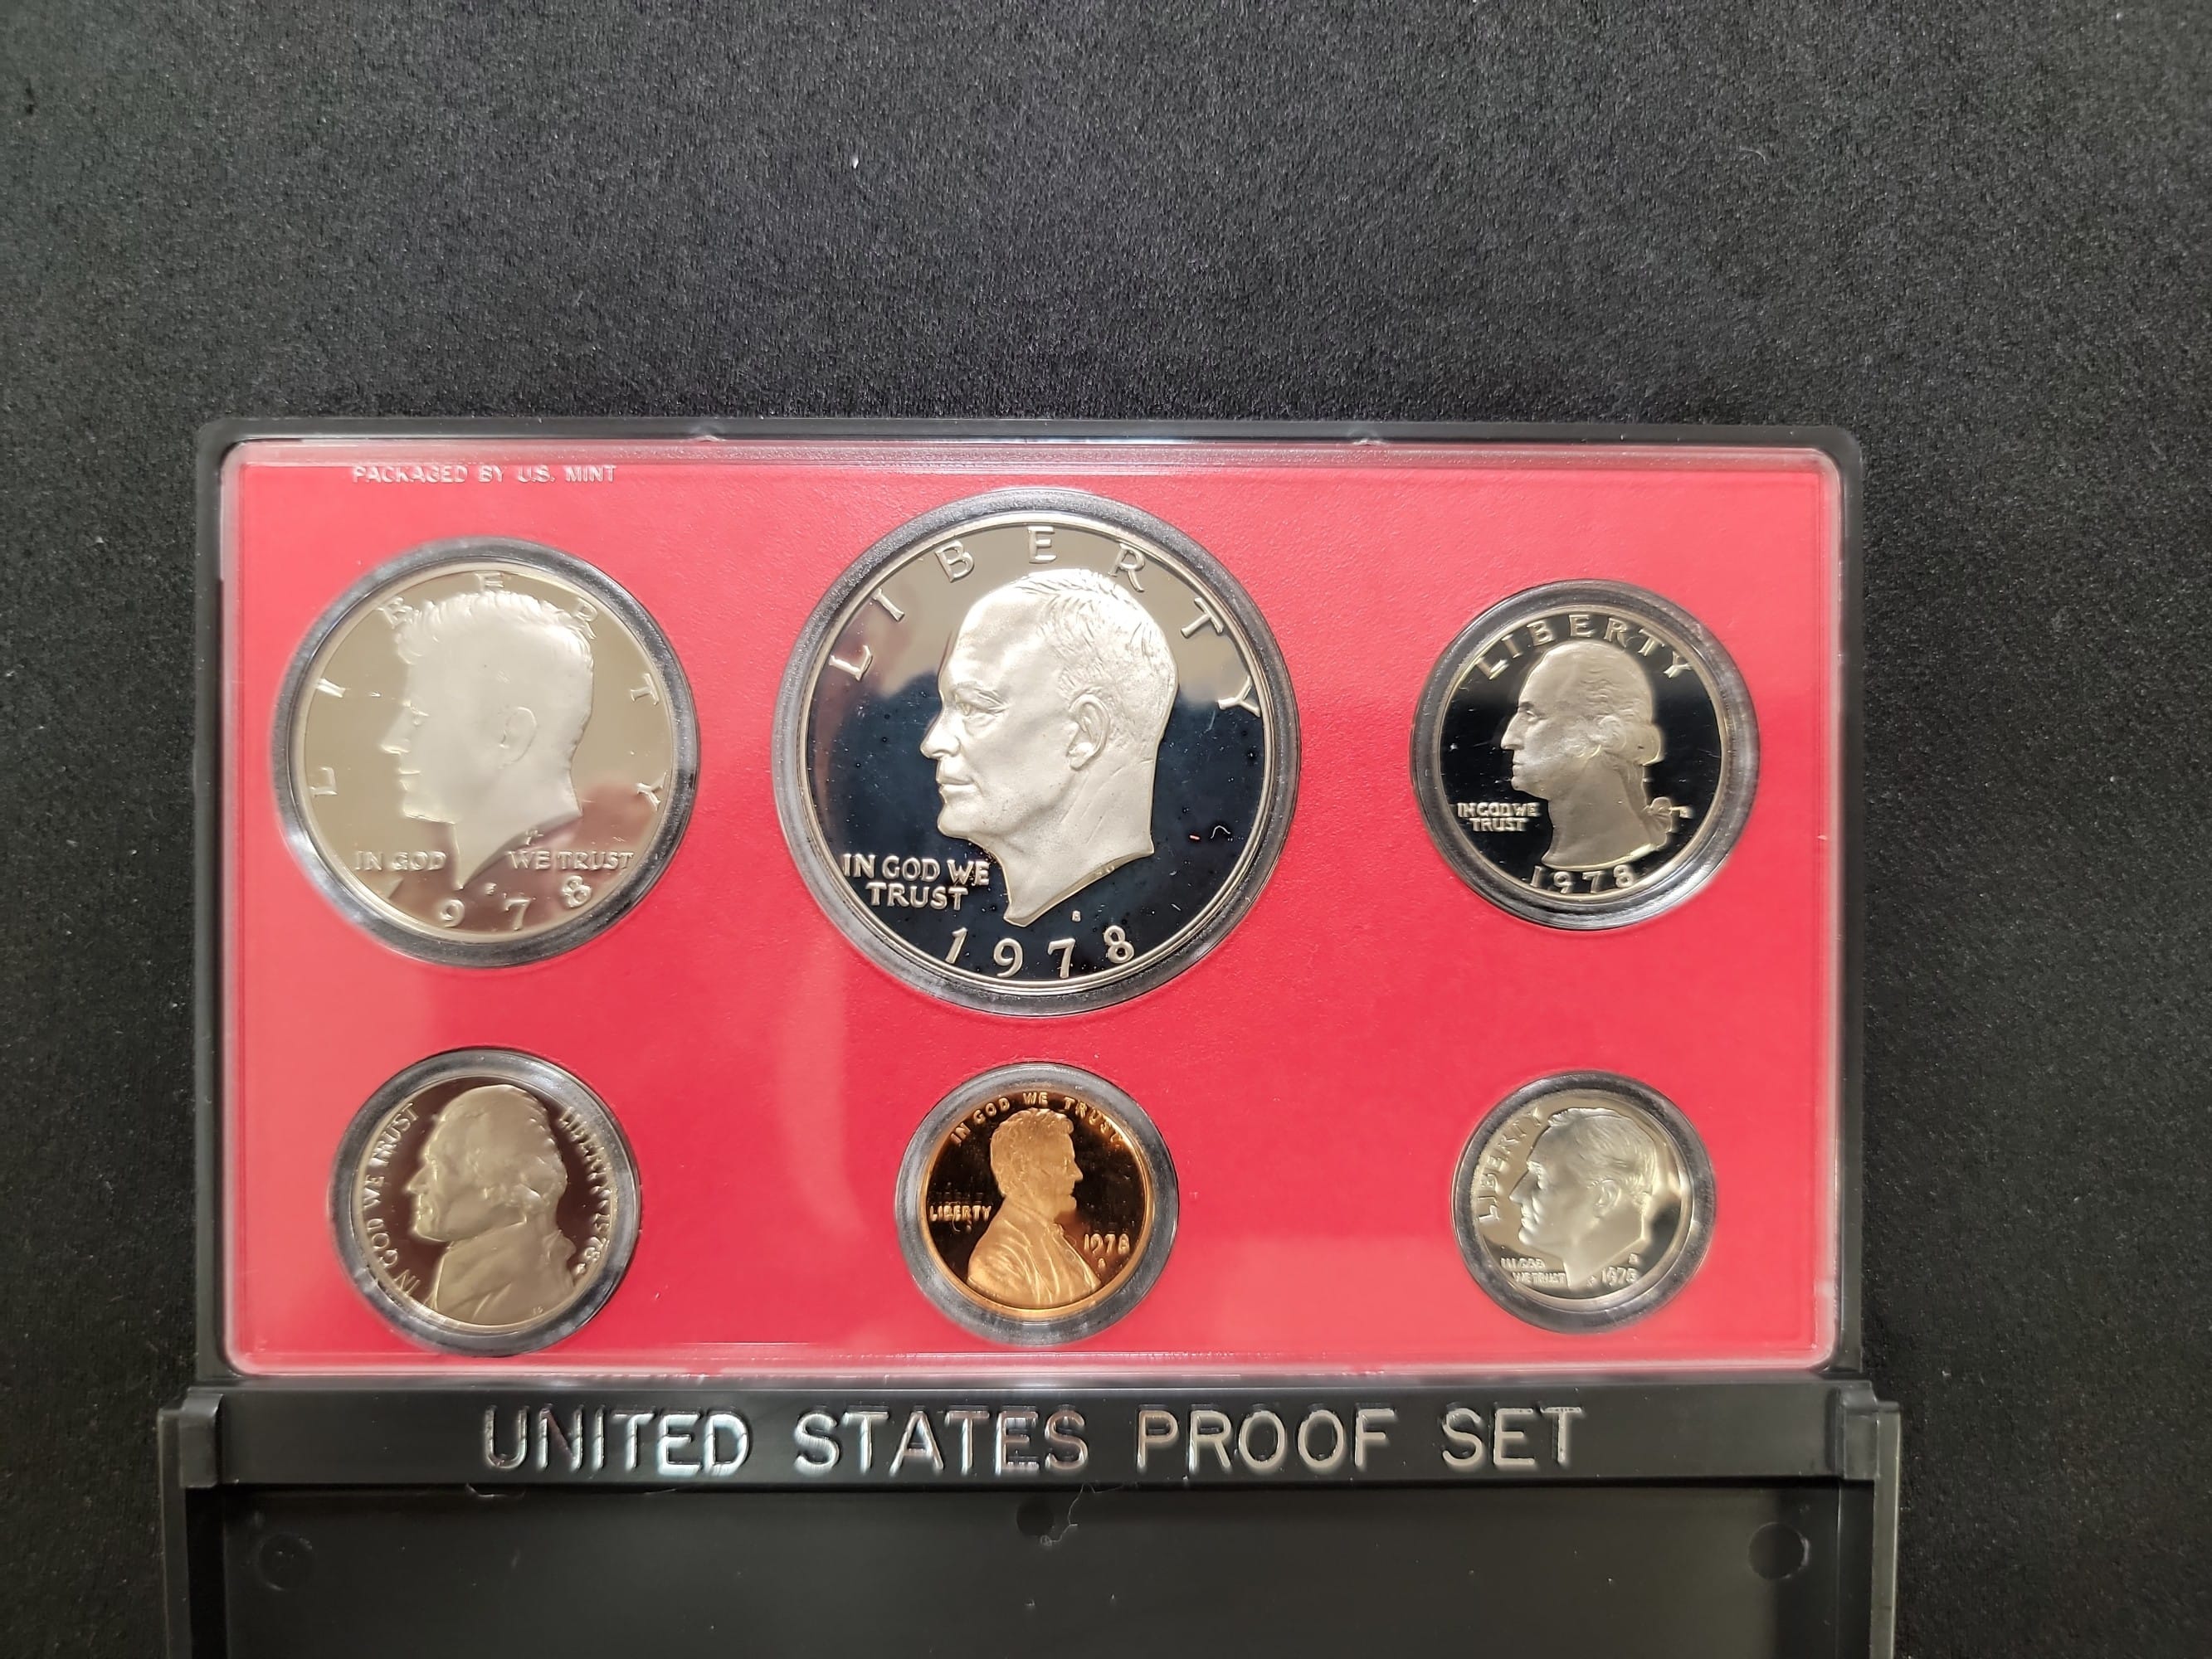 PACKAGED BY U.S. MINT
LIBERTY
IN GOD WE TRUST
1978
LIBERTY
IN GOD WE
TRUST
S
1978
LIBERTY
IN GOD WE
TRUST
1978
IN GOD WE TRUST
LIBERTY 1978
IN GOD WE TRUST
LIBERTY
1978
S
LIBERTY
IN GOD
WE TRUST
1978
UNITED STATES PROOF SET